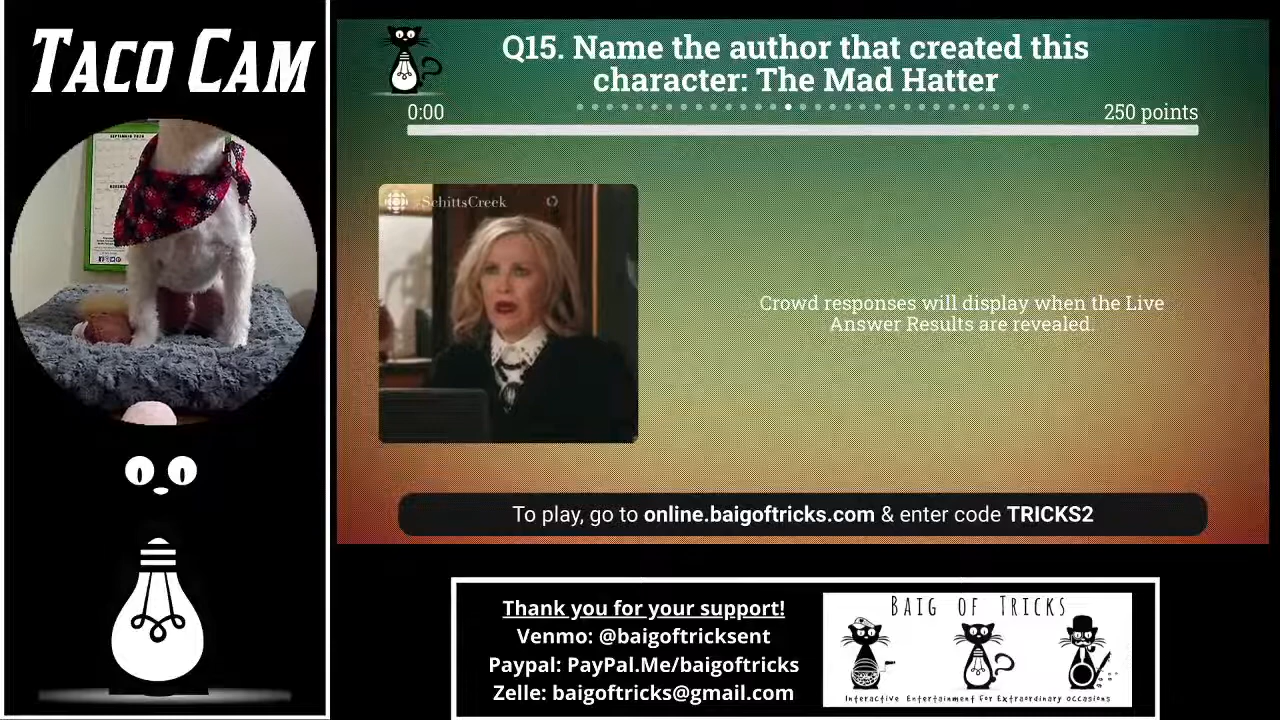 TACO CAM
SEPTEMBER 2020
Q15. Name the author that created this
character: The Mad Hatter
0:00
250 points
#SchittsCreek
Crowd responses will display when the Live
Answer Results are revealed.
To play, go to online.baigoftricks.com & enter code TRICKS2
Thank you for your support!
Venmo: @baigoftricksent
Paypal: PayPal.Me/baigoftricks
Zelle: baigoftricks@gmail.com
BAIG OF TRICKS
Interactive Entertainment for Extraordinary occasions